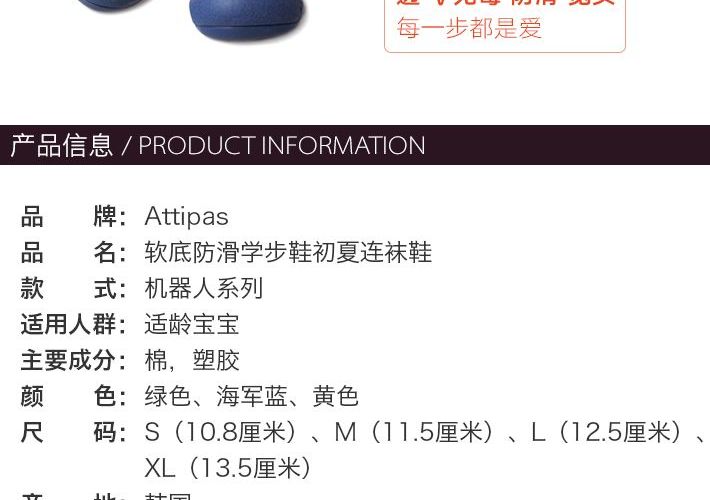 每一步都是爱
产品信息 / PRODUCT INFORMATION
品 牌： Attipas
品 名： 软底防滑学步鞋初夏连袜鞋
款 式： 机器人系列
适用人群： 适龄宝宝
主要成分： 棉，塑胶
颜 色： 绿色、海军蓝、黄色
尺 码： S（10.8厘米）、M（11.5厘米）、L（12.5厘米）、
XL（13.5厘米）
产 地： 韩国